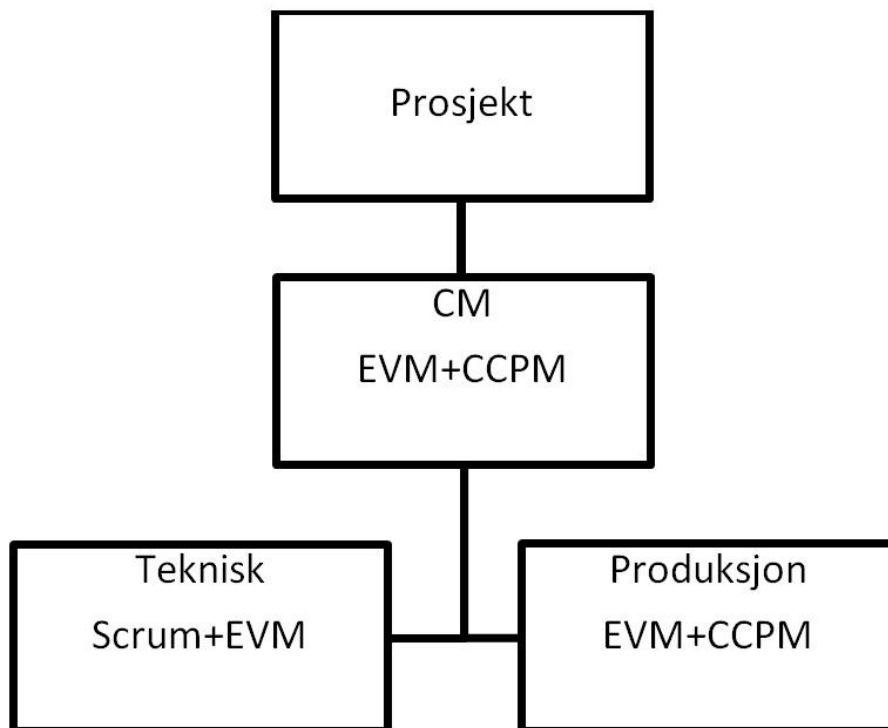 Prosjekt
CM
EVM+CCPM
Teknisk
Scrum+EVM
Produksjon
EVM+CCPM